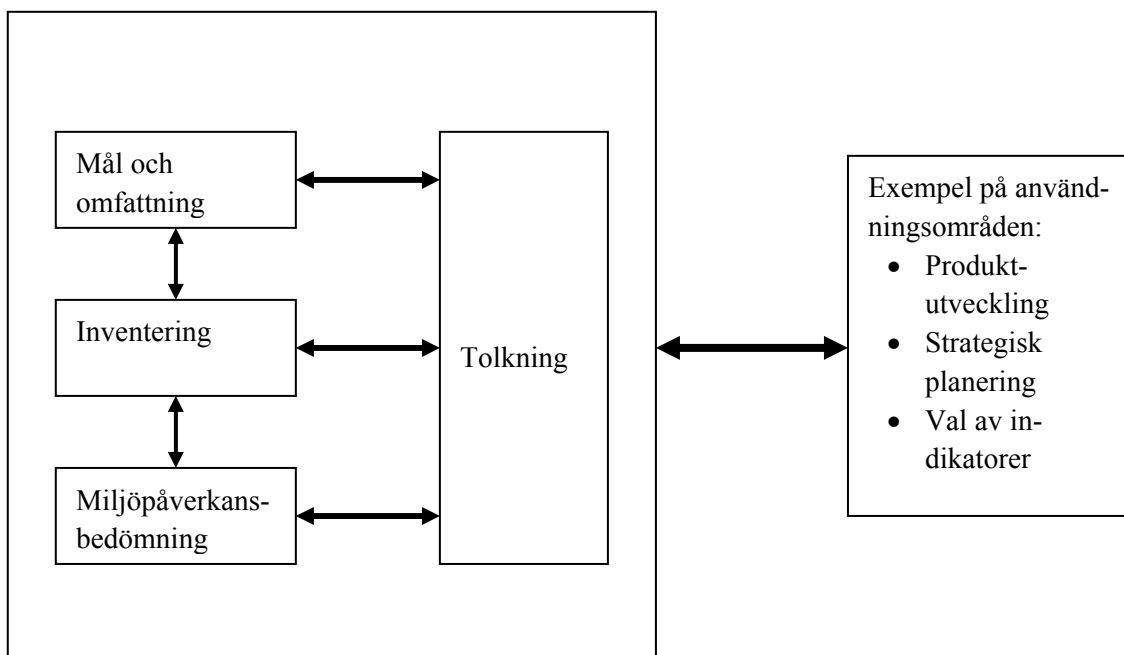 Mål och
omfattning
Inventering
Miljöpåverkans-
bedömning
Tolkning
Exempel på använd-
ningsområden:
• Produkt-
utveckling
• Strategisk
planering
• Val av in-
dikatorer